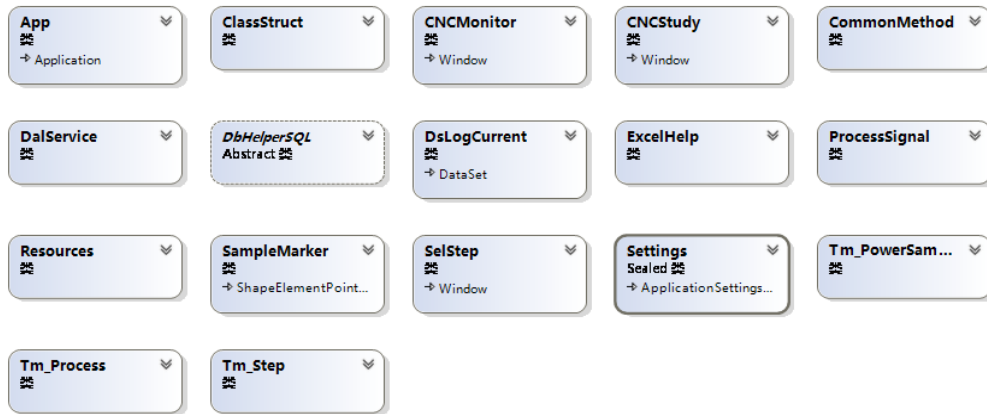 App
类
Application
ClassStruct
类
CNCMonitor
类
Window
CNCStudy
类
Window
CommonMethod
类
DalService
类
DbHelperSQL
Abstract 类
DsLogCurrent
类
DataSet
ExcelHelp
类
ProcessSignal
类
Resources
类
SampleMarker
类
ShapeElementPoint...
SelStep
类
Window
Settings
Sealed 类
ApplicationSettings...
Tm_PowerSam...
类
Tm_Process
类
Tm_Step
类